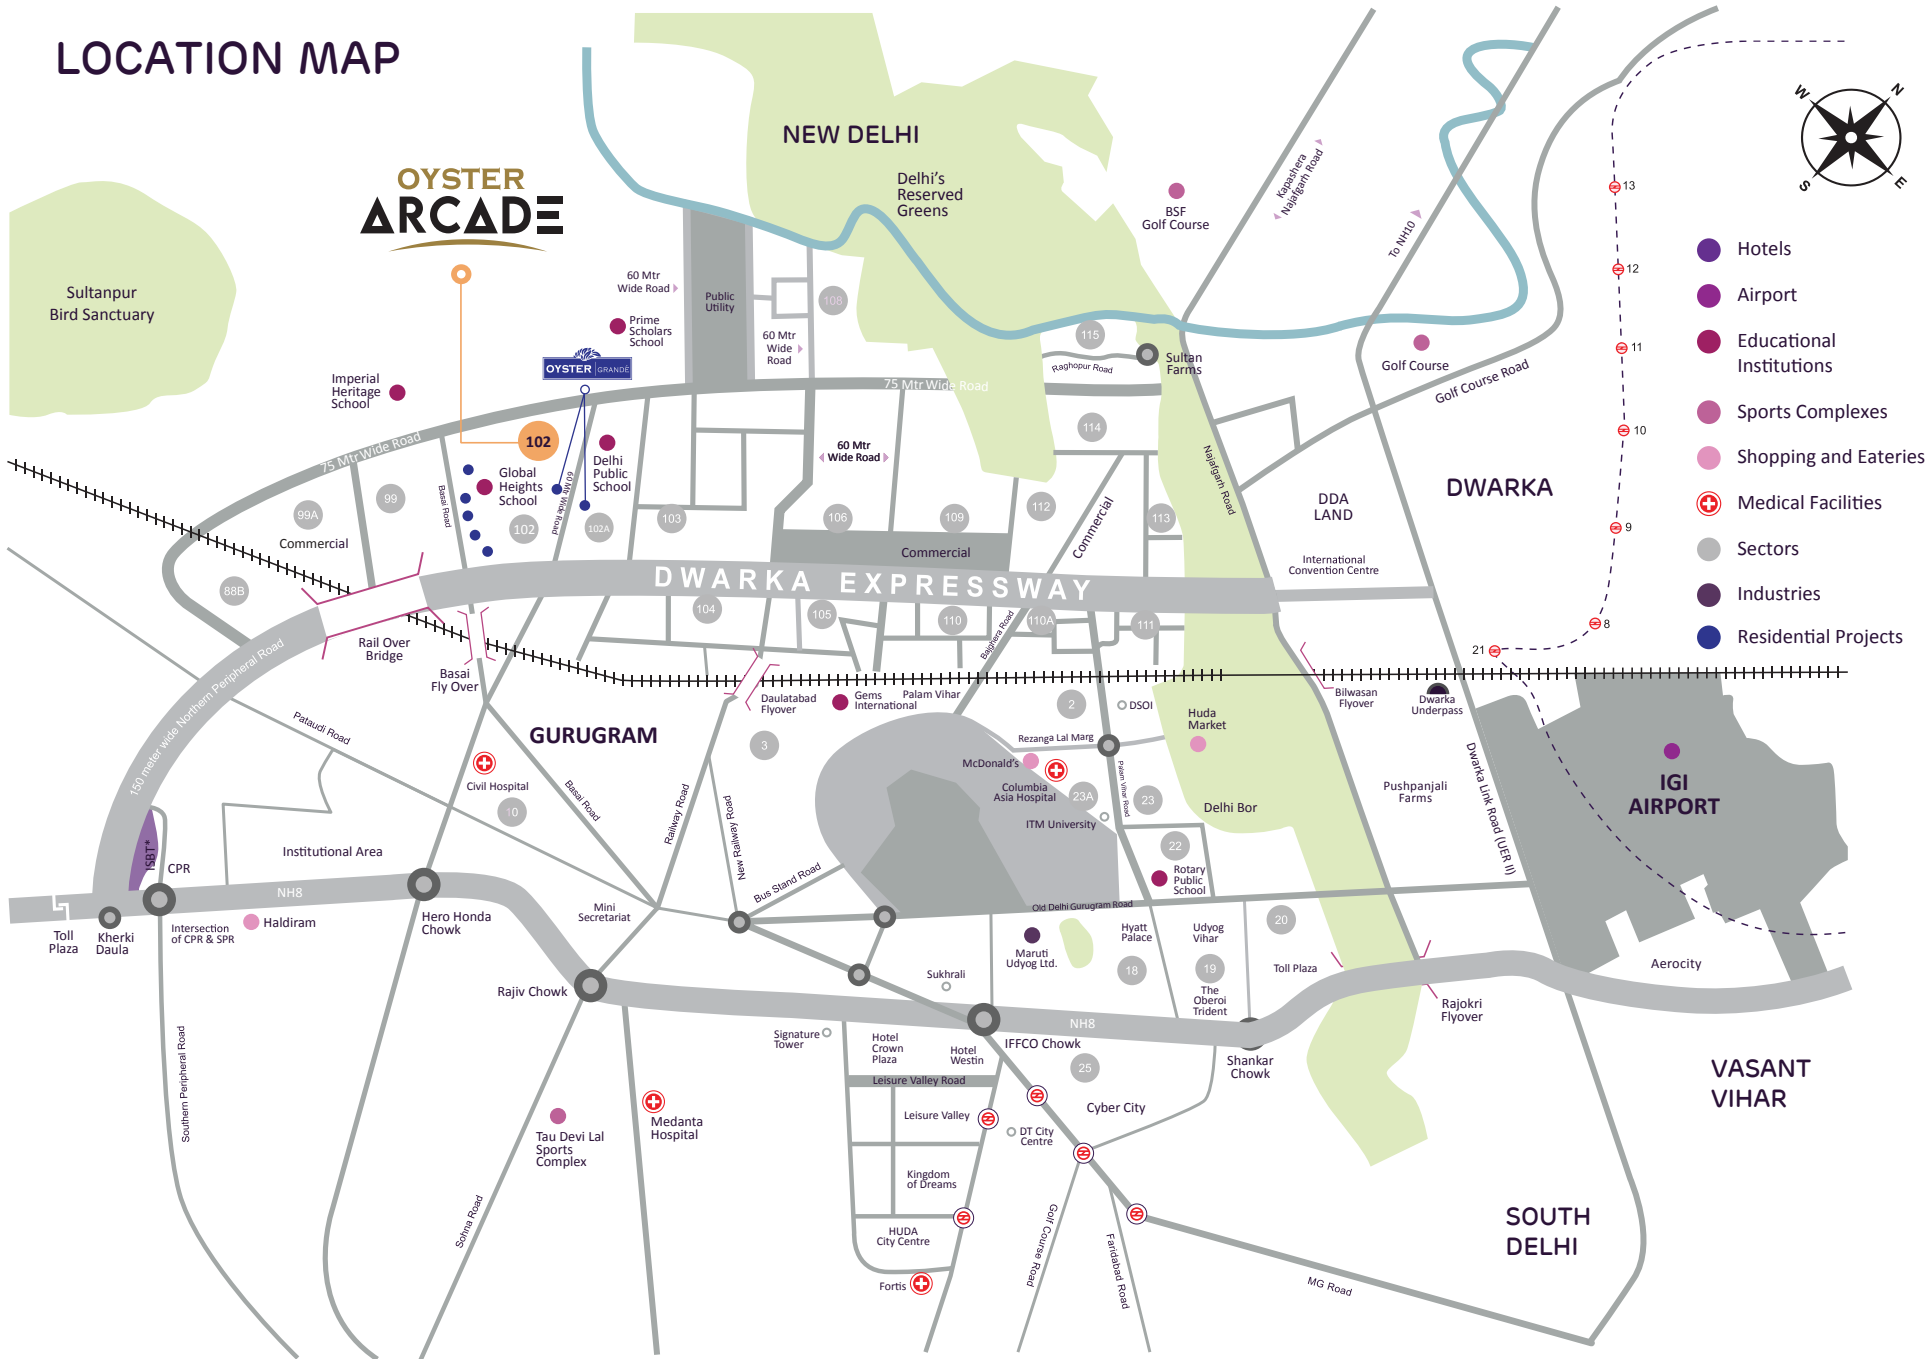 LOCATION MAP
NEW DELHI
Delhi's
Reserved
Greens
BSF
Golf Course
Kapashera
Najafgarh Road
To NH10
W
N
S
E
13
12
11
10
9
8
21
Hotels
Airport
Educational
Institutions
Sports Complexes
Shopping and Eateries
Medical Facilities
Sectors
Industries
Residential Projects
OYSTER
ARCADE
Sultanpur
Bird Sanctuary
60 Mtr
Wide Road
Public
Utility
108
60 Mtr
Wide
Road
Prime
Scholars
School
OYSTER GRANDÉ
Imperial
Heritage
School
115
Raghopur Road
Sultan
Farms
Golf Course
Golf Course Road
75 Mtr Wide Road
75 Mtr Wide Road
102
Global
Heights
School
Delhi
Public
School
60 Mtr Wide Road
Basai Road
60 Mtr
Wide Road
114
Najafgarh Road
DWARKA
DDA
LAND
99A
Commercial
99
102
102A
103
106
109
112
113
Commercial
Commercial
International
Convention Centre
DWARKA EXPRESSWAY
88B
104
105
110
110A
111
Bajghera Road
150 meter wide Northern Peripheral Road
Rail Over
Bridge
Basai
Fly Over
Daulatabad
Flyover
Gems
International
Palam Vihar
2
DSOI
Huda
Market
Bilwasan
Flyover
Dwarka
Underpass
Pataudi Road
GURUGRAM
3
Rezanga Lal Marg
McDonald's
Columbia
Asia Hospital
23A
ITM University
Palam Vihar Road
23
Delhi Bor
Pushpanjali
Farms
Dwarka Link Road (UER II)
IGI
AIRPORT
Civil Hospital
10
Basai Road
Railway Road
New Railway Road
Bus Stand Road
22
Rotary
Public
School
ISBT*
CPR
Institutional Area
NH8
Toll
Plaza
Kherki
Daula
Intersection
of CPR & SPR
Haldiram
Hero Honda
Chowk
Mini
Secretariat
Old Delhi Gurugram Road
Maruti
Udyog Ltd.
Hyatt
Palace
18
Udyog
Vihar
19
The
Oberoi
Trident
20
Toll Plaza
Aerocity
Rajiv Chowk
Sukhrali
Rajokri
Flyover
Signature
Tower
Hotel
Crown
Plaza
Hotel
Westin
IFFCO Chowk
NH8
25
Shankar
Chowk
VASANT
VIHAR
Southern Peripheral Road
Leisure Valley Road
Leisure Valley
DT City
Centre
Cyber City
Tau Devi Lal
Sports
Complex
Medanta
Hospital
Kingdom
of Dreams
HUDA
City Centre
Fortis
Sohna Road
Golf Course Road
Faridabad Road
MG Road
SOUTH
DELHI